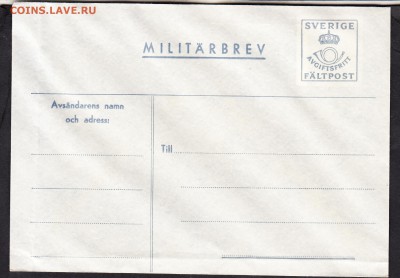 COINS.LAVE.RU
MILITÄRBREV
SVERIGE
AVGIFTSFRITT
FÄLTPOST
Avsändarens namn
och adress:
Till